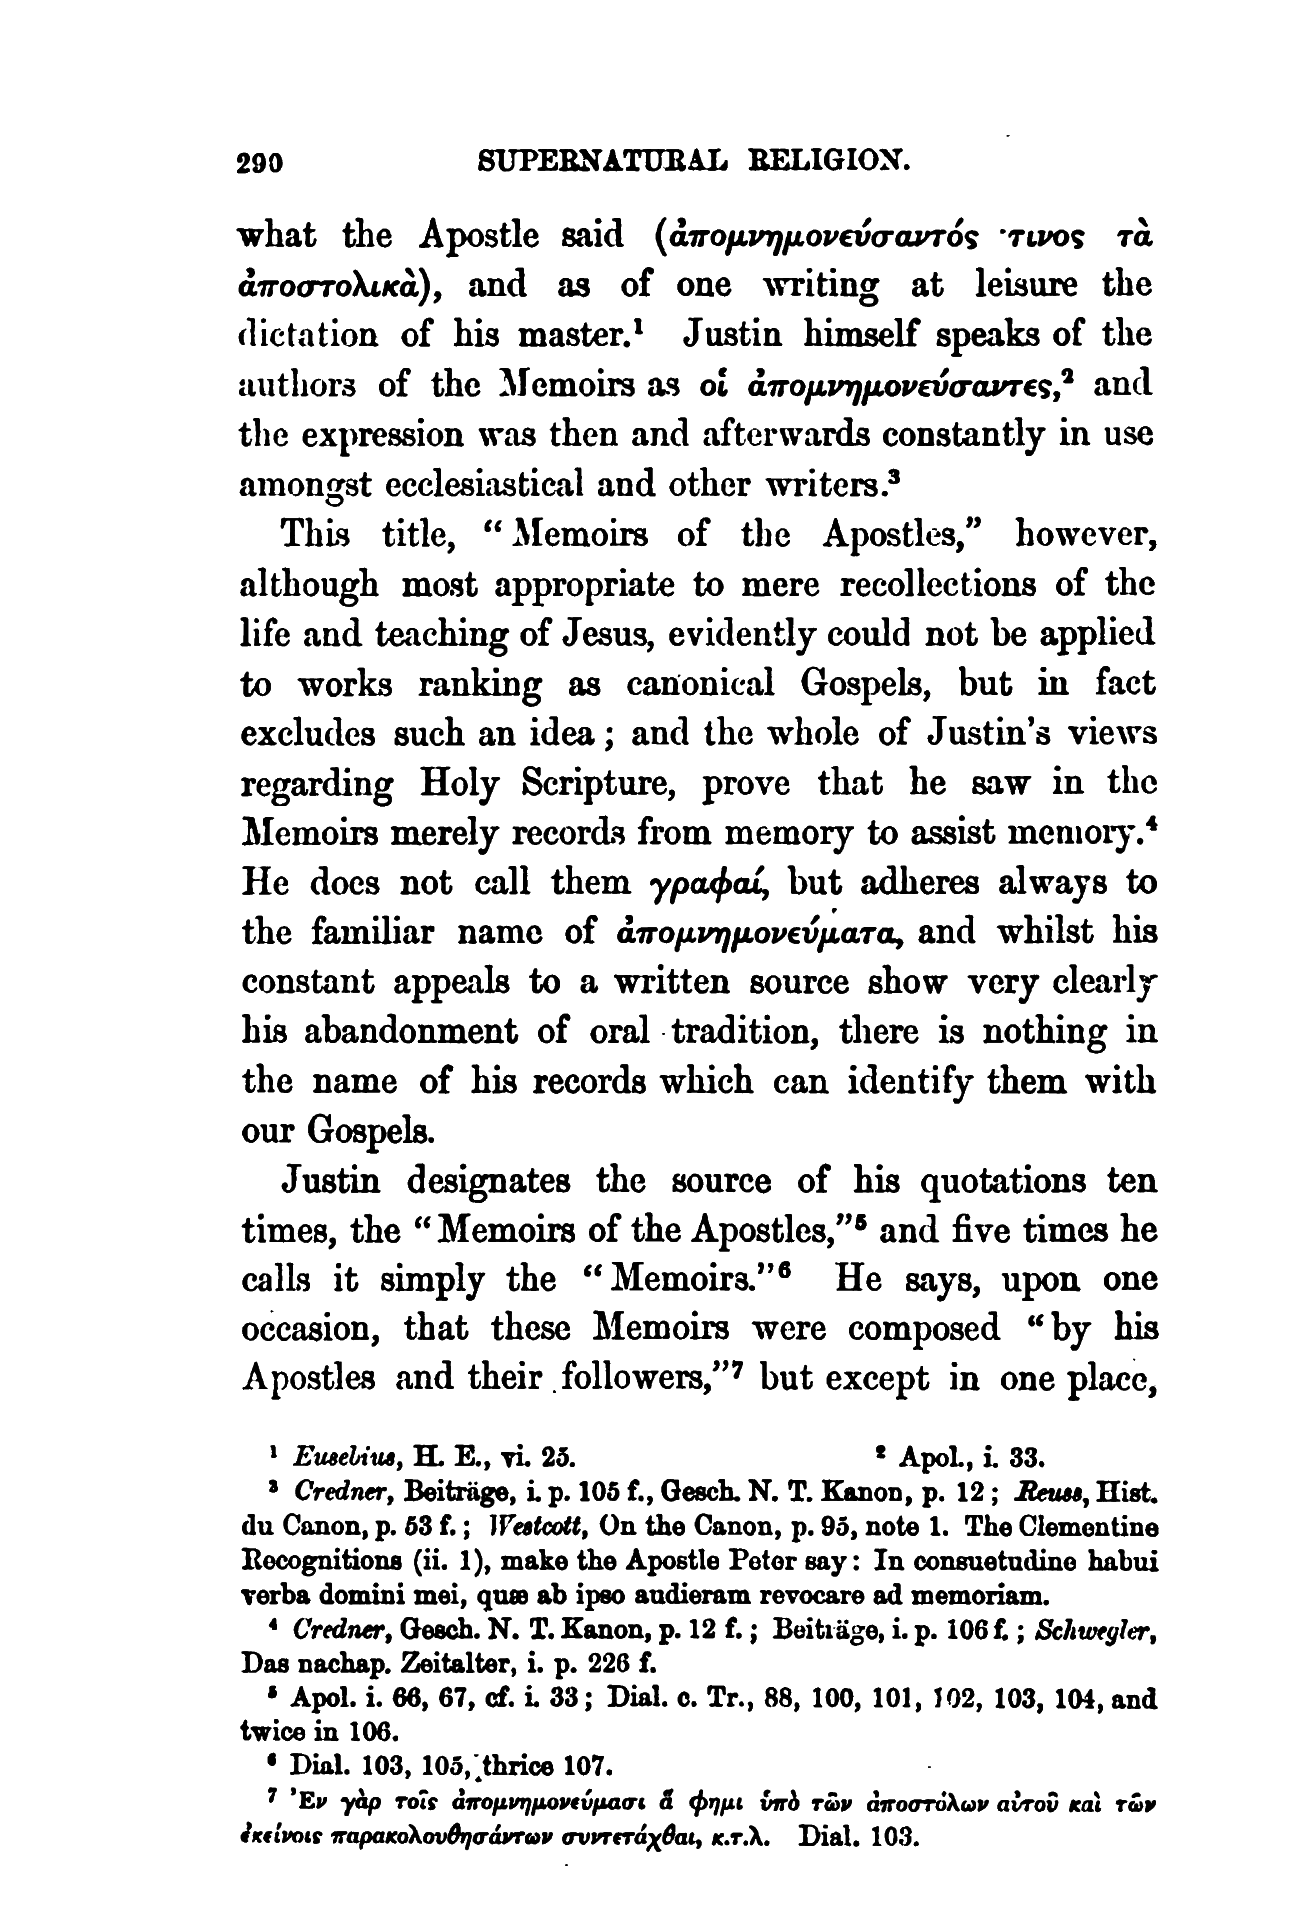 290 SUPERNATURAL RELIGION.
what the Apostle said (ἀπομνημονεύσαντός τινος τὰ
ἀποστολικὰ), and as of one writing at leisure the
dictation of his master.¹ Justin himself speaks of the
authors of the Memoirs as οἱ ἀπομνημονεύσαντες,² and
the expression was then and afterwards constantly in use
amongst ecclesiastical and other writers.³
This title, “Memoirs of the Apostles,” however,
although most appropriate to mere recollections of the
life and teaching of Jesus, evidently could not be applied
to works ranking as canonical Gospels, but in fact
excludes such an idea; and the whole of Justin's views
regarding Holy Scripture, prove that he saw in the
Memoirs merely records from memory to assist memory.⁴
He does not call them γραφαί, but adheres always to
the familiar name of ἀπομνημονεύματα, and whilst his
constant appeals to a written source show very clearly
his abandonment of oral tradition, there is nothing in
the name of his records which can identify them with
our Gospels.
Justin designates the source of his quotations ten
times, the “Memoirs of the Apostles,”⁵ and five times he
calls it simply the “Memoirs.”⁶ He says, upon one
occasion, that these Memoirs were composed “by his
Apostles and their followers,”⁷ but except in one place,
¹ Eusebius, H. E., vi. 25. ² Apol., i. 33.
³ Credner, Beiträge, i. p. 105 f., Gesch. N. T. Kanon, p. 12; Reuss, Hist.
du Canon, p. 53 f.; Westcott, On the Canon, p. 95, note 1. The Clementine
Recognitions (ii. 1), make the Apostle Peter say: In consuetudine habui
verba domini mei, quæ ab ipso audieram revocare ad memoriam.
⁴ Credner, Gesch. N. T. Kanon, p. 12 f.; Beiträge, i. p. 106 f.; Schwegler,
Das nachap. Zeitalter, i. p. 226 f.
⁵ Apol. i. 66, 67, cf. i. 33; Dial. c. Tr., 88, 100, 101, 102, 103, 104, and
twice in 106.
⁶ Dial. 103, 105, thrice 107.
⁷ Ἐν γὰρ τοῖς ἀπομνημονεύμασι ἅ φημι ὑπὸ τῶν ἀποστόλων αὐτοῦ καὶ τῶν
ἐκείνοις παρακολουθησάντων συντετάχθαι, κ.τ.λ. Dial. 103.